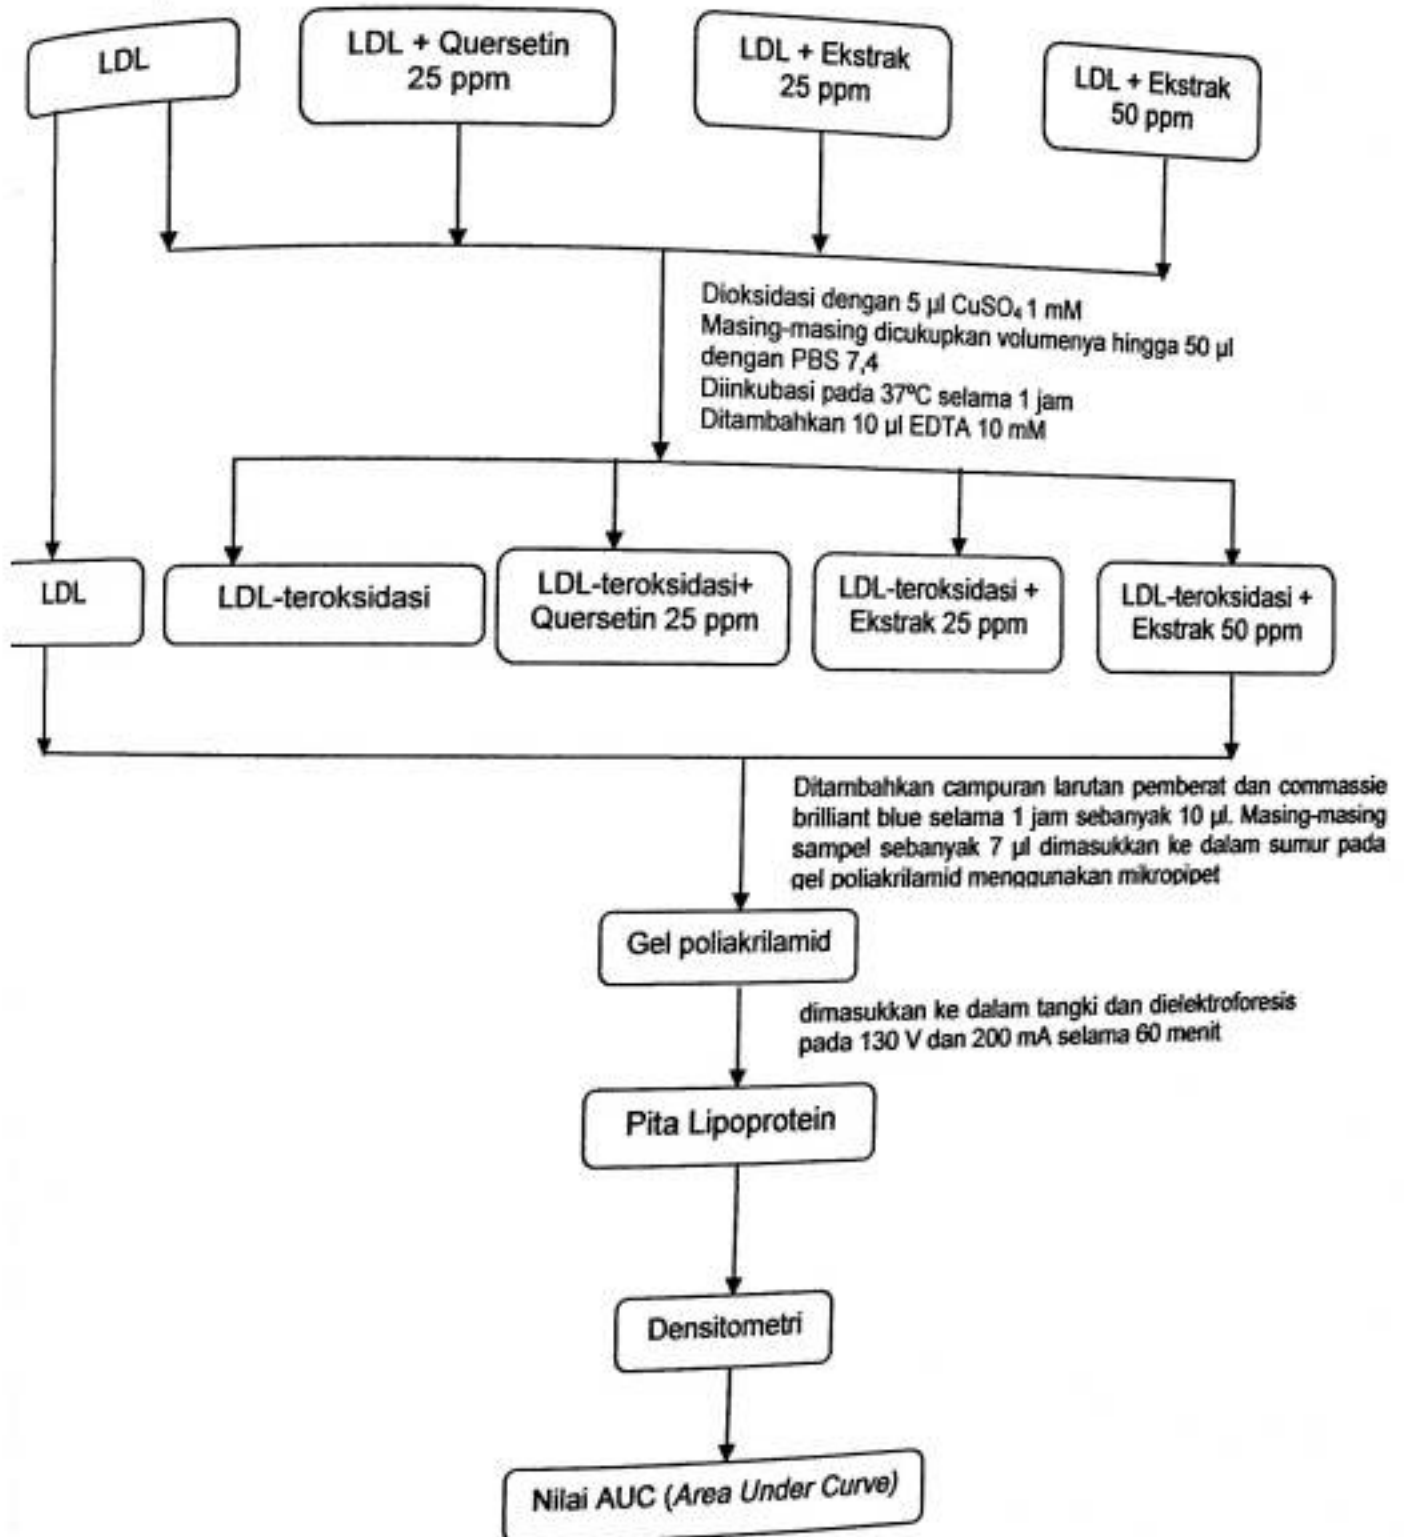 LDL
LDL + Quersetin
25 ppm
LDL + Ekstrak
25 ppm
LDL + Ekstrak
50 ppm
Dioksidasi dengan 5 µl CuSO₄ 1 mM
Masing-masing dicukupkan volumenya hingga 50 µl
dengan PBS 7,4
Diinkubasi pada 37ºC selama 1 jam
Ditambahkan 10 µl EDTA 10 mM
LDL
LDL-teroksidasi
LDL-teroksidasi+
Quersetin 25 ppm
LDL-teroksidasi +
Ekstrak 25 ppm
LDL-teroksidasi +
Ekstrak 50 ppm
Ditambahkan campuran larutan pemberat dan commassie
brilliant blue selama 1 jam sebanyak 10 µl. Masing-masing
sampel sebanyak 7 µl dimasukkan ke dalam sumur pada
gel poliakrilamid menggunakan mikropipet
Gel poliakrilamid
dimasukkan ke dalam tangki dan dielektroforesis
pada 130 V dan 200 mA selama 60 menit
Pita Lipoprotein
Densitometri
Nilai AUC (Area Under Curve)